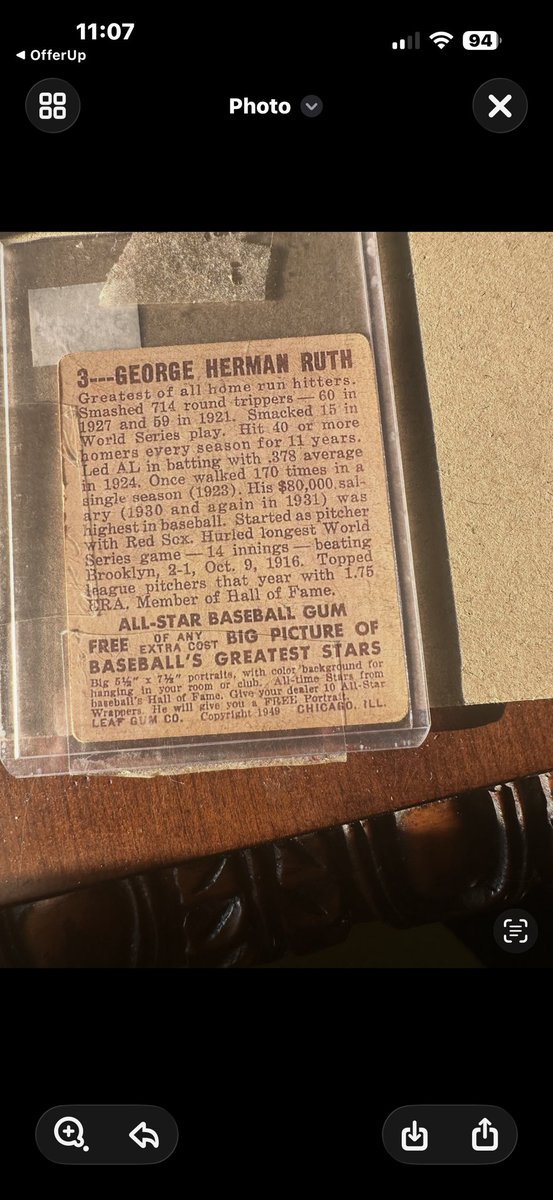 11:07
94
◀ OfferUp
Photo
3---GEORGE HERMAN RUTH
Greatest of all home run hitters.
Smashed 714 round trippers — 60 in
1927 and 59 in 1921. Smacked 15 in
World Series play. Hit 40 or more
homers every season for 11 years.
Led AL in batting with .378 average
in 1924. Once walked 170 times in a
single season (1923). His $80,000 sal-
ary (1930 and again in 1931) was
highest in baseball. Started as pitcher
with Red Sox. Hurled longest World
Series game — 14 innings — beating
Brooklyn, 2-1, Oct. 9, 1916. Topped
league pitchers that year with 1.75
ERA. Member of Hall of Fame.
ALL-STAR BASEBALL GUM
FREE OF ANY EXTRA COST BIG PICTURE OF
BASEBALL'S GREATEST STARS
Big 5½" x 7½" portraits, with color background for
hanging in your room or club. All-time Stars from
baseball's Hall of Fame. Give your dealer 10 All-Star
Wrappers. He will give you a FREE Portrait.
LEAF GUM CO. Copyright 1949 CHICAGO, ILL.